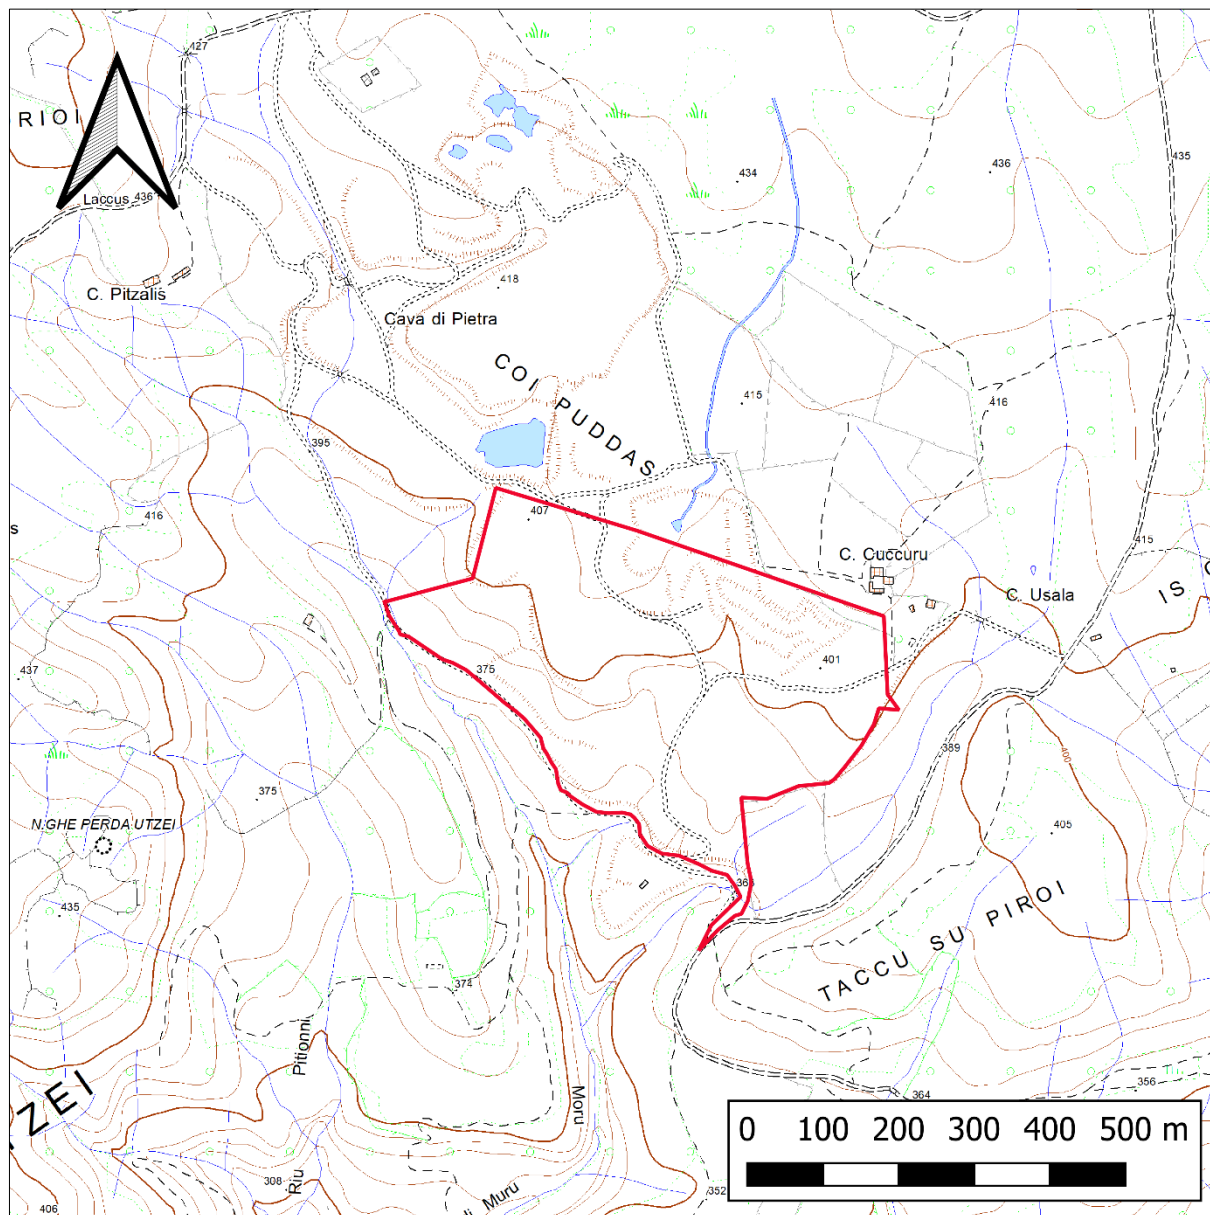 427
RIOI
Laccus
436
434
436
435
418
C. Pitzalis
Cava di Pietra
COI PUDDAS
415
416
395
416
407
415
C. Cuccuru
C. Usala
IS
s
437
375
401
389
400
375
N.GHE PERDA UTZEI
405
435
TACCU SU PIROI
374
Pitionni
Moru
364
356
ZEI
308
Riu
Muru
352
406
0 100 200 300 400 500 m